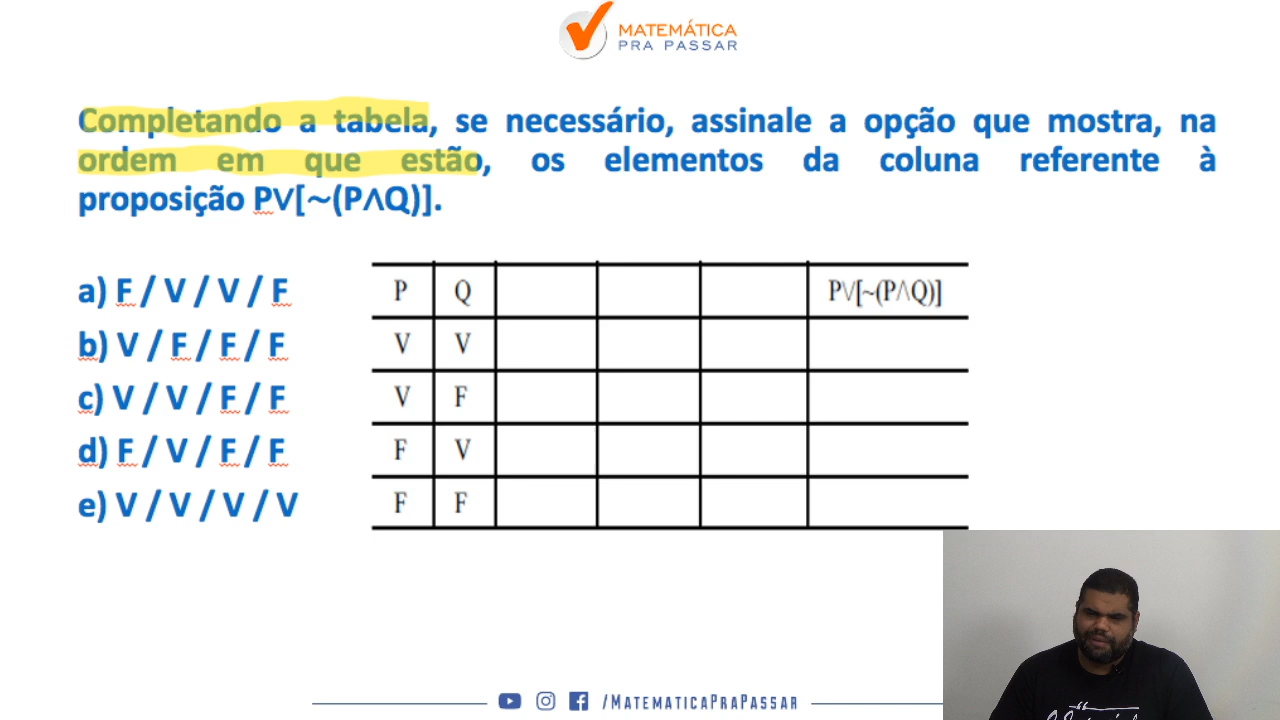 MATEMÁTICA
PRA PASSAR
Completando a tabela, se necessário, assinale a opção que mostra, na
ordem em que estão, os elementos da coluna referente à
proposição P∨[~(P∧Q)].
a) F / V / V / F
b) V / F / F / F
c) V / V / F / F
d) F / V / F / F
e) V / V / V / V
P Q P\/[~(P/\Q)]
V V
V F
F V
F F
/MATEMATICAPRAPASSAR